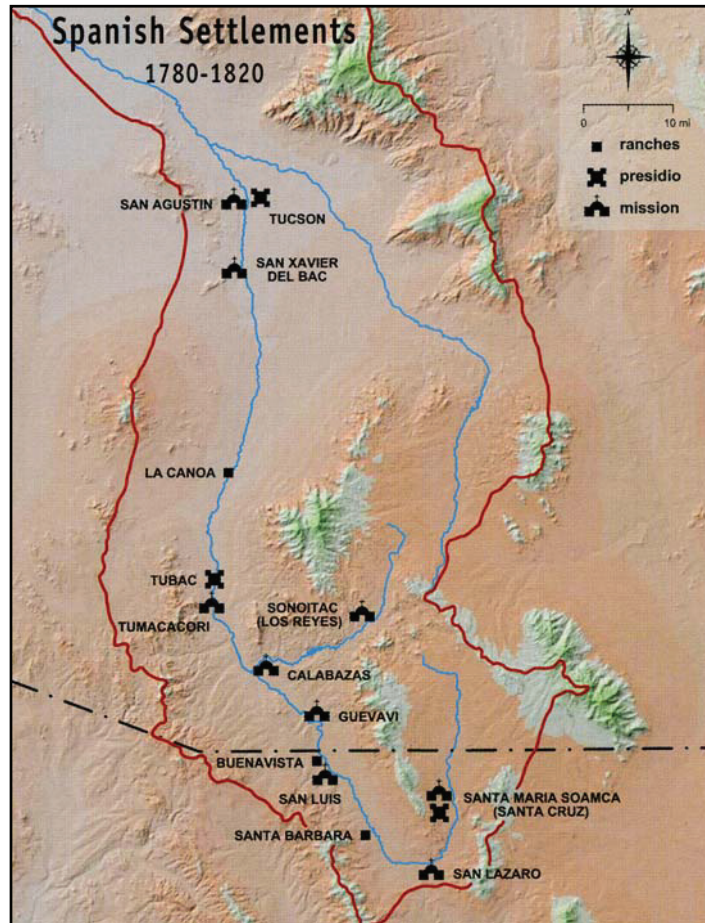 Spanish Settlements
1780-1820
N
0 10 mi
ranches
presidio
mission
SAN AGUSTIN
TUCSON
SAN XAVIER
DEL BAC
LA CANOA
TUBAC
TUMACACORI
SONOITAC
(LOS REYES)
CALABAZAS
GUEVAVI
BUENAVISTA
SAN LUIS
SANTA MARIA SOAMCA
(SANTA CRUZ)
SANTA BARBARA
SAN LAZARO